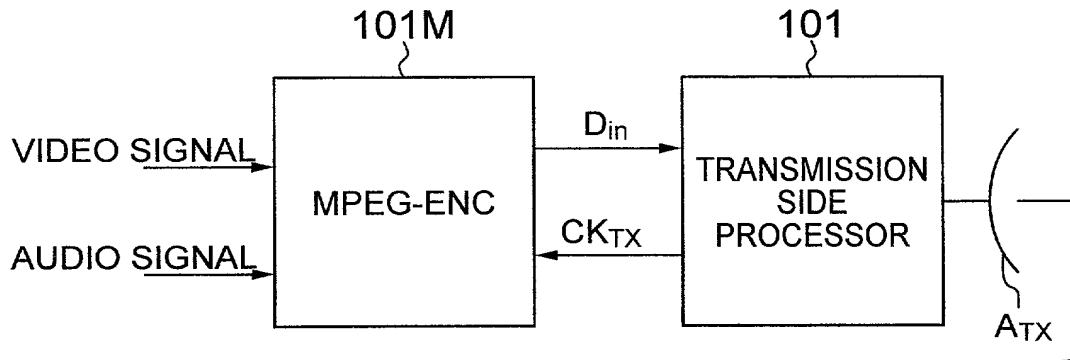 101M
101
VIDEO SIGNAL
AUDIO SIGNAL
MPEG-ENC
Din
CKTX
TRANSMISSION
SIDE
PROCESSOR
ATX